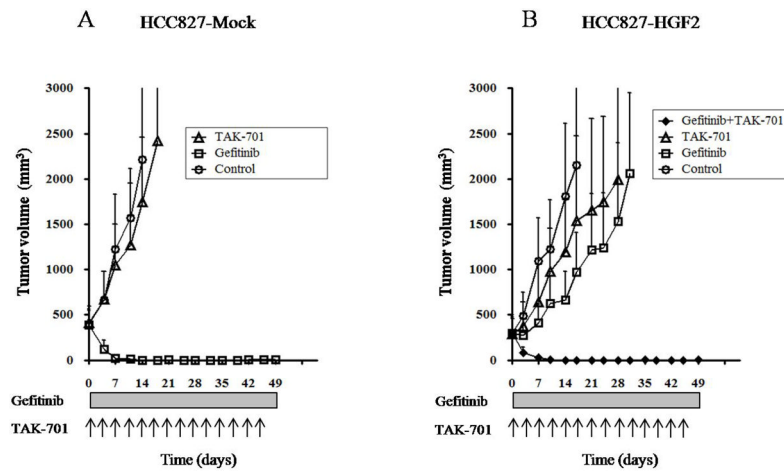 A
HCC827-Mock
Tumor volume (mm³)
3000
2500
2000
1500
1000
500
0
TAK-701
Gefitinib
Control
0 7 14 21 28 35 42 49
Gefitinib
TAK-701
Time (days)
B
HCC827-HGF2
Tumor volume (mm³)
3000
2500
2000
1500
1000
500
0
Gefitinib+TAK-701
TAK-701
Gefitinib
Control
0 7 14 21 28 35 42 49
Gefitinib
TAK-701
Time (days)